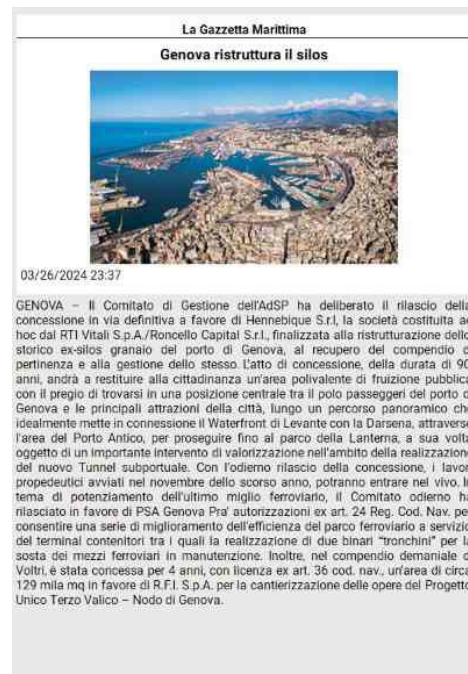 La Gazzetta Marittima
Genova ristruttura il silos
03/26/2024 23:37
GENOVA – Il Comitato di Gestione dell'AdSP ha deliberato il rilascio della
concessione in via definitiva a favore di Hennebique S.r.l, la società costituita ad
hoc dal RTI Vitali S.p.A./Roncello Capital S.r.l., finalizzata alla ristrutturazione dello
storico ex-silos granaio del porto di Genova, al recupero del compendio di
pertinenza e alla gestione dello stesso. L'atto di concessione, della durata di 90
anni, andrà a restituire alla cittadinanza un'area polivalente di fruizione pubblica
con il pregio di trovarsi in una posizione centrale tra il polo passeggeri del porto di
Genova e le principali attrazioni della città, lungo un percorso panoramico che
idealmente mette in connessione il Waterfront di Levante con la Darsena, attraverso
l'area del Porto Antico, per proseguire fino al parco della Lanterna, a sua volta
oggetto di un importante intervento di valorizzazione nell'ambito della realizzazione
del nuovo Tunnel subportuale. Con l'odierno rilascio della concessione, i lavori
propedeutici avviati nel novembre dello scorso anno, potranno entrare nel vivo. In
tema di potenziamento dell'ultimo miglio ferroviario, il Comitato odierno ha
rilasciato in favore di PSA Genova Pra' autorizzazioni ex art. 24 Reg. Cod. Nav. per
consentire una serie di miglioramento dell'efficienza del parco ferroviario a servizio
del terminal contenitori tra i quali la realizzazione di due binari "tronchini" per la
sosta dei mezzi ferroviari in manutenzione. Inoltre, nel compendio demaniale di
Voltri, è stata concessa per 4 anni, con licenza ex art. 36 cod. nav., un'area di circa
129 mila mq in favore di R.F.I. S.p.A. per la cantierizzazione delle opere del Progetto
Unico Terzo Valico – Nodo di Genova.